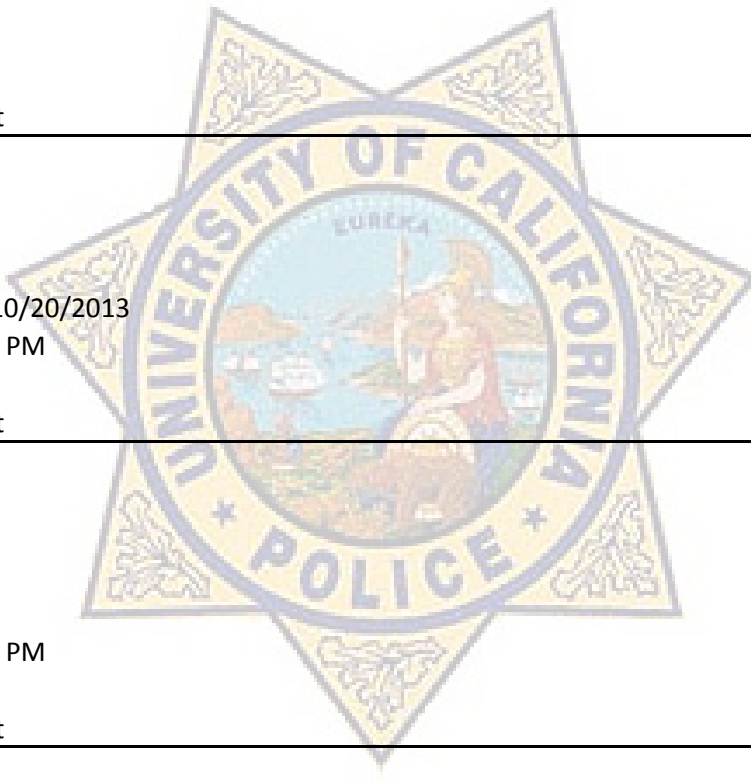 t
UNIVERSITY OF CALIFORNIA
EUREKA
10/20/2013
PM
t
POLICE
PM
t